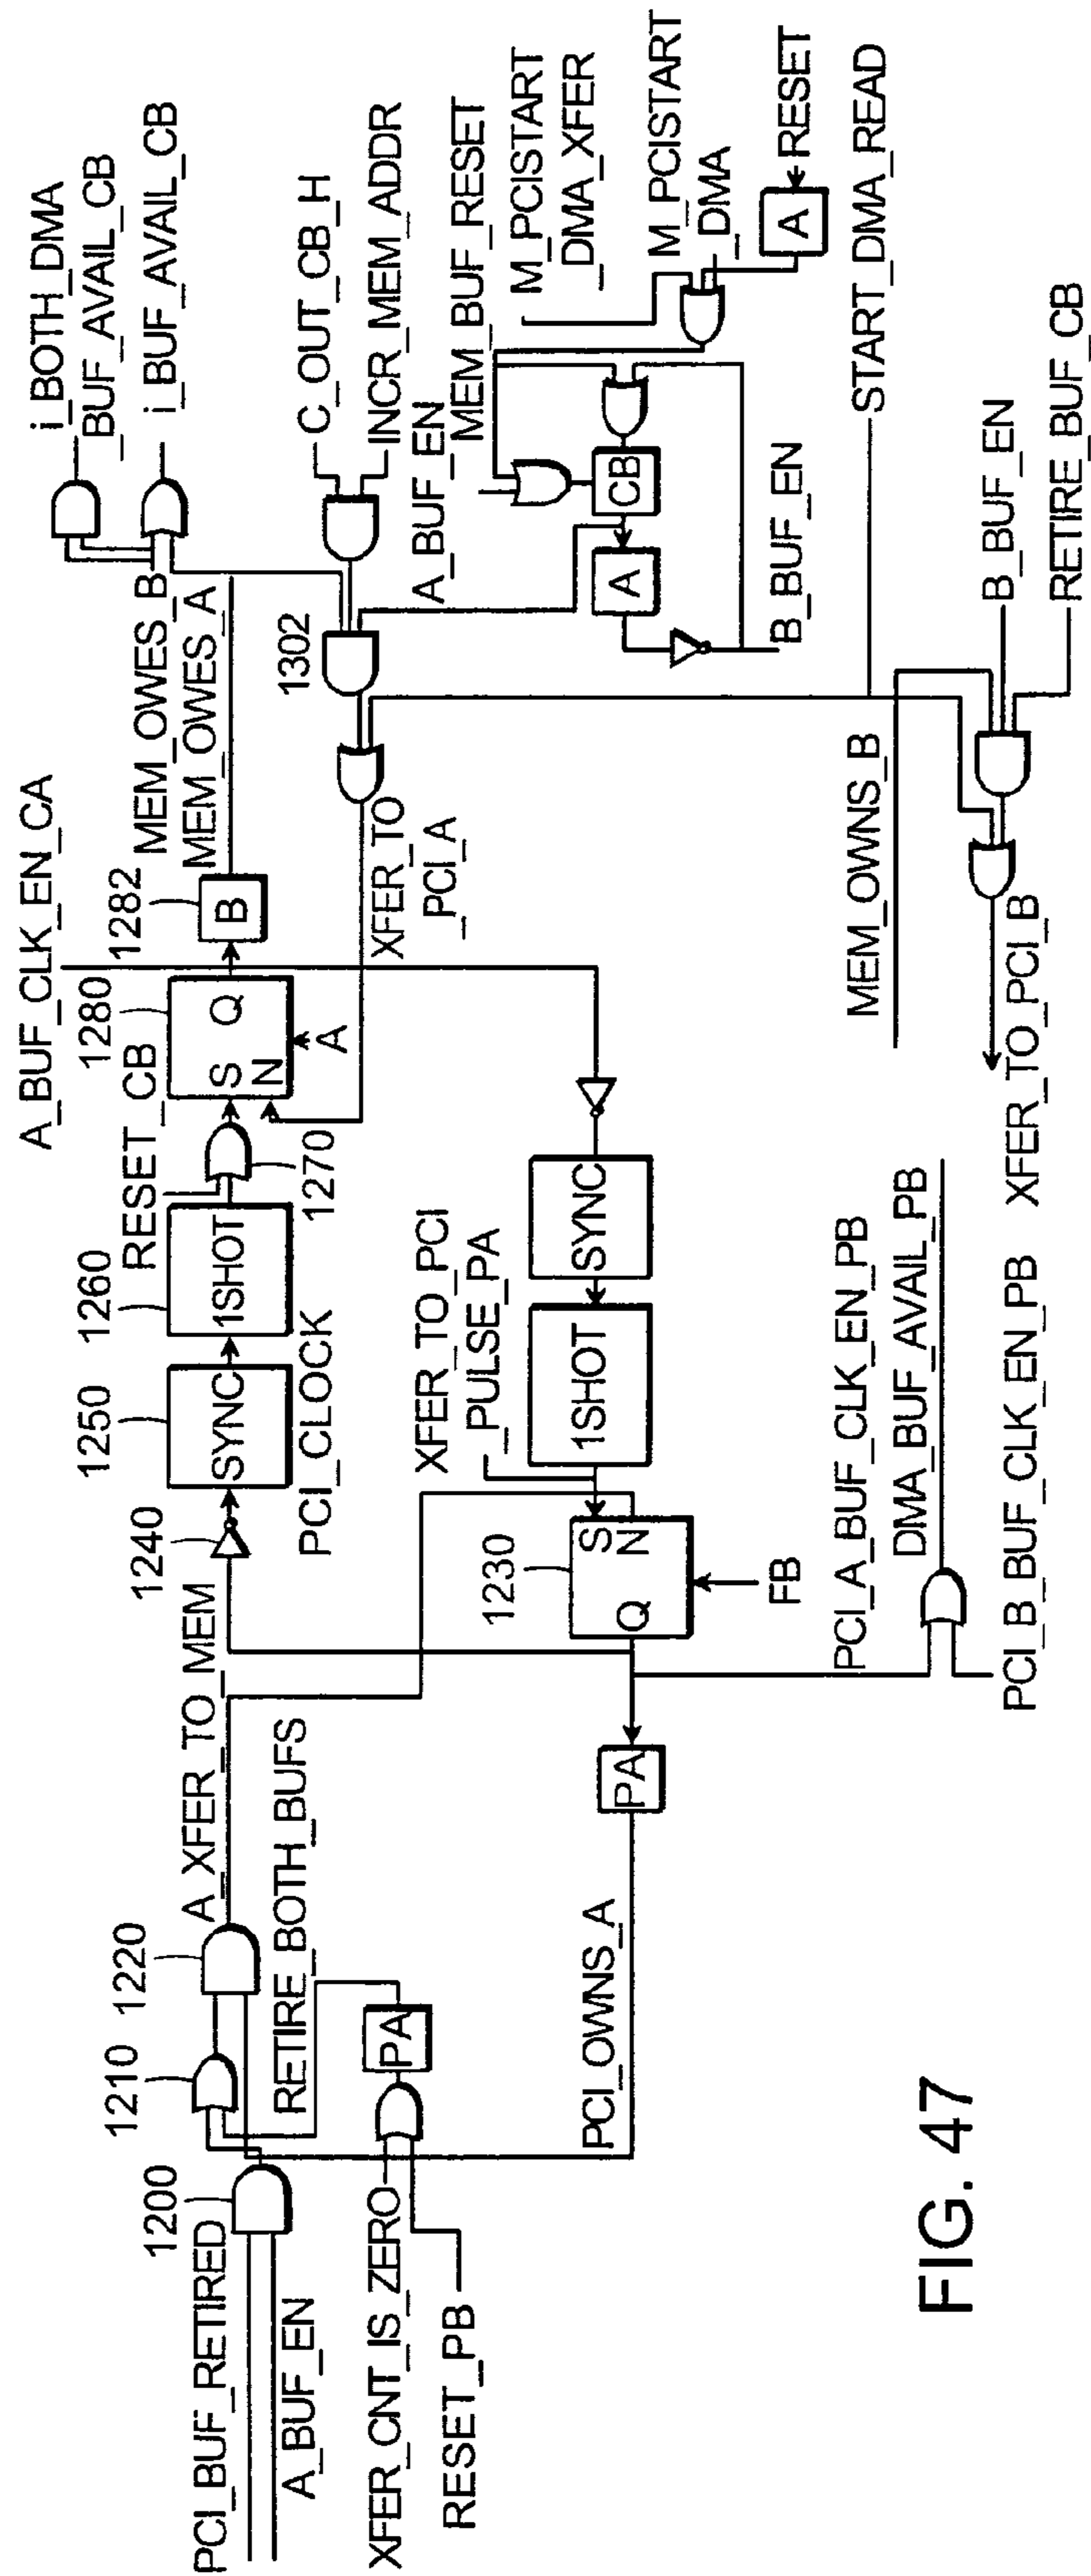 PCI_BUF_RETIRED
A_BUF_EN
1200
1210
1220
A_XFER_TO_MEM
RETIRE_BOTH_BUFS
XFER_CNT_IS_ZERO
RESET_PB
PA
PCI_OWNS_A
PA
1240
1250
SYNC
PCI_CLOCK
1260
1SHOT
RESET_CB
1270
1280
S Q
N
A
1282
B
A_BUF_CLK_EN_CA
MEM_OWES_B
MEM_OWES_A
i_BOTH_DMA
_BUF_AVAIL_CB
i_BUF_AVAIL_CB
C_OUT_CB_H
INCR_MEM_ADDR
1302
A_BUF_EN
MEM_BUF_RESET
M_PCISTART
_DMA_XFER
M_PCISTART
_DMA
A
RESET
CB
A
B_BUF_EN
XFER_TO
_PCI_A
START_DMA_READ
1230
Q S
N
FB
XFER_TO_PCI
_PULSE_PA
1SHOT
SYNC
PCI_A_BUF_CLK_EN_PB
DMA_BUF_AVAIL_PB
PCI_B_BUF_CLK_EN_PB
MEM_OWNS_B
B_BUF_EN
RETIRE_BUF_CB
XFER_TO_PCI_B
FIG. 47